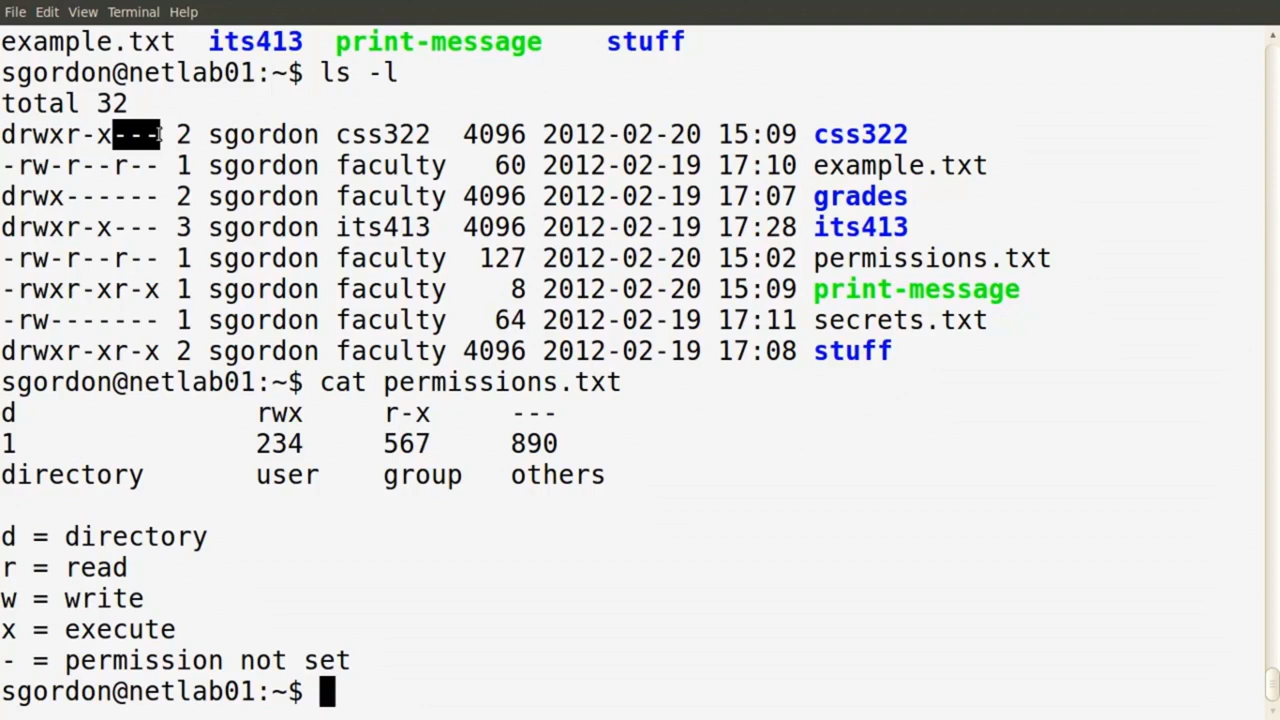 File Edit View Terminal Help
example.txt its413 print-message stuff
sgordon@netlab01:~$ ls -l
total 32
drwxr-x--- 2 sgordon css322 4096 2012-02-20 15:09 css322
-rw-r--r-- 1 sgordon faculty 60 2012-02-19 17:10 example.txt
drwx------ 2 sgordon faculty 4096 2012-02-19 17:07 grades
drwxr-x--- 3 sgordon its413 4096 2012-02-19 17:28 its413
-rw-r--r-- 1 sgordon faculty 127 2012-02-20 15:02 permissions.txt
-rwxr-xr-x 1 sgordon faculty 8 2012-02-20 15:09 print-message
-rw------- 1 sgordon faculty 64 2012-02-19 17:11 secrets.txt
drwxr-xr-x 2 sgordon faculty 4096 2012-02-19 17:08 stuff
sgordon@netlab01:~$ cat permissions.txt
d rwx r-x ---
1 234 567 890
directory user group others
d = directory
r = read
w = write
x = execute
- = permission not set
sgordon@netlab01:~$